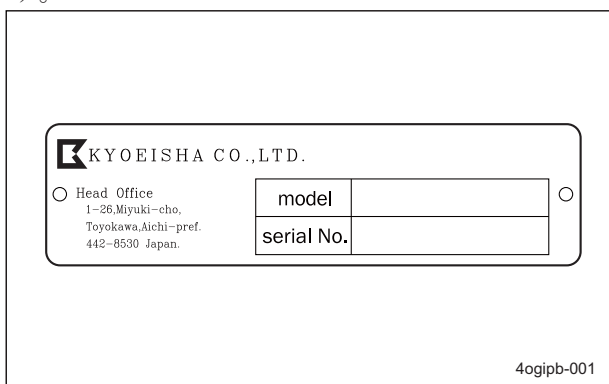 KYOEISHA CO.,LTD.
Head Office
1-26,Miyuki-cho,
Toyokawa,Aichi-pref.
442-8530 Japan.
model
serial No.
4ogipb-001